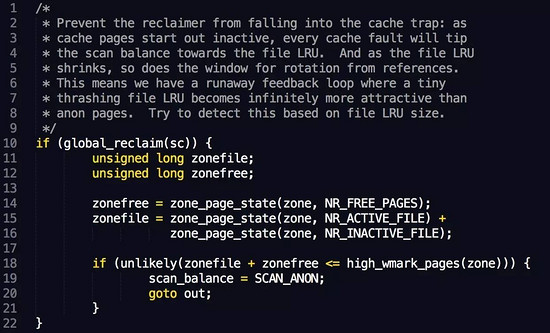 1 /*
2  * Prevent the reclaimer from falling into the cache trap: as
3  * cache pages start out inactive, every cache fault will tip
4  * the scan balance towards the file LRU.  And as the file LRU
5  * shrinks, so does the window for rotation from references.
6  * This means we have a runaway feedback loop where a tiny
7  * thrashing file LRU becomes infinitely more attractive than
8  * anon pages.  Try to detect this based on file LRU size.
9  */
10 if (global_reclaim(sc)) {
11         unsigned long zonefile;
12         unsigned long zonefree;
13
14         zonefree = zone_page_state(zone, NR_FREE_PAGES);
15         zonefile = zone_page_state(zone, NR_ACTIVE_FILE) +
16                    zone_page_state(zone, NR_INACTIVE_FILE);
17
18         if (unlikely(zonefile + zonefree <= high_wmark_pages(zone))) {
19                 scan_balance = SCAN_ANON;
20                 goto out;
21         }
22 }